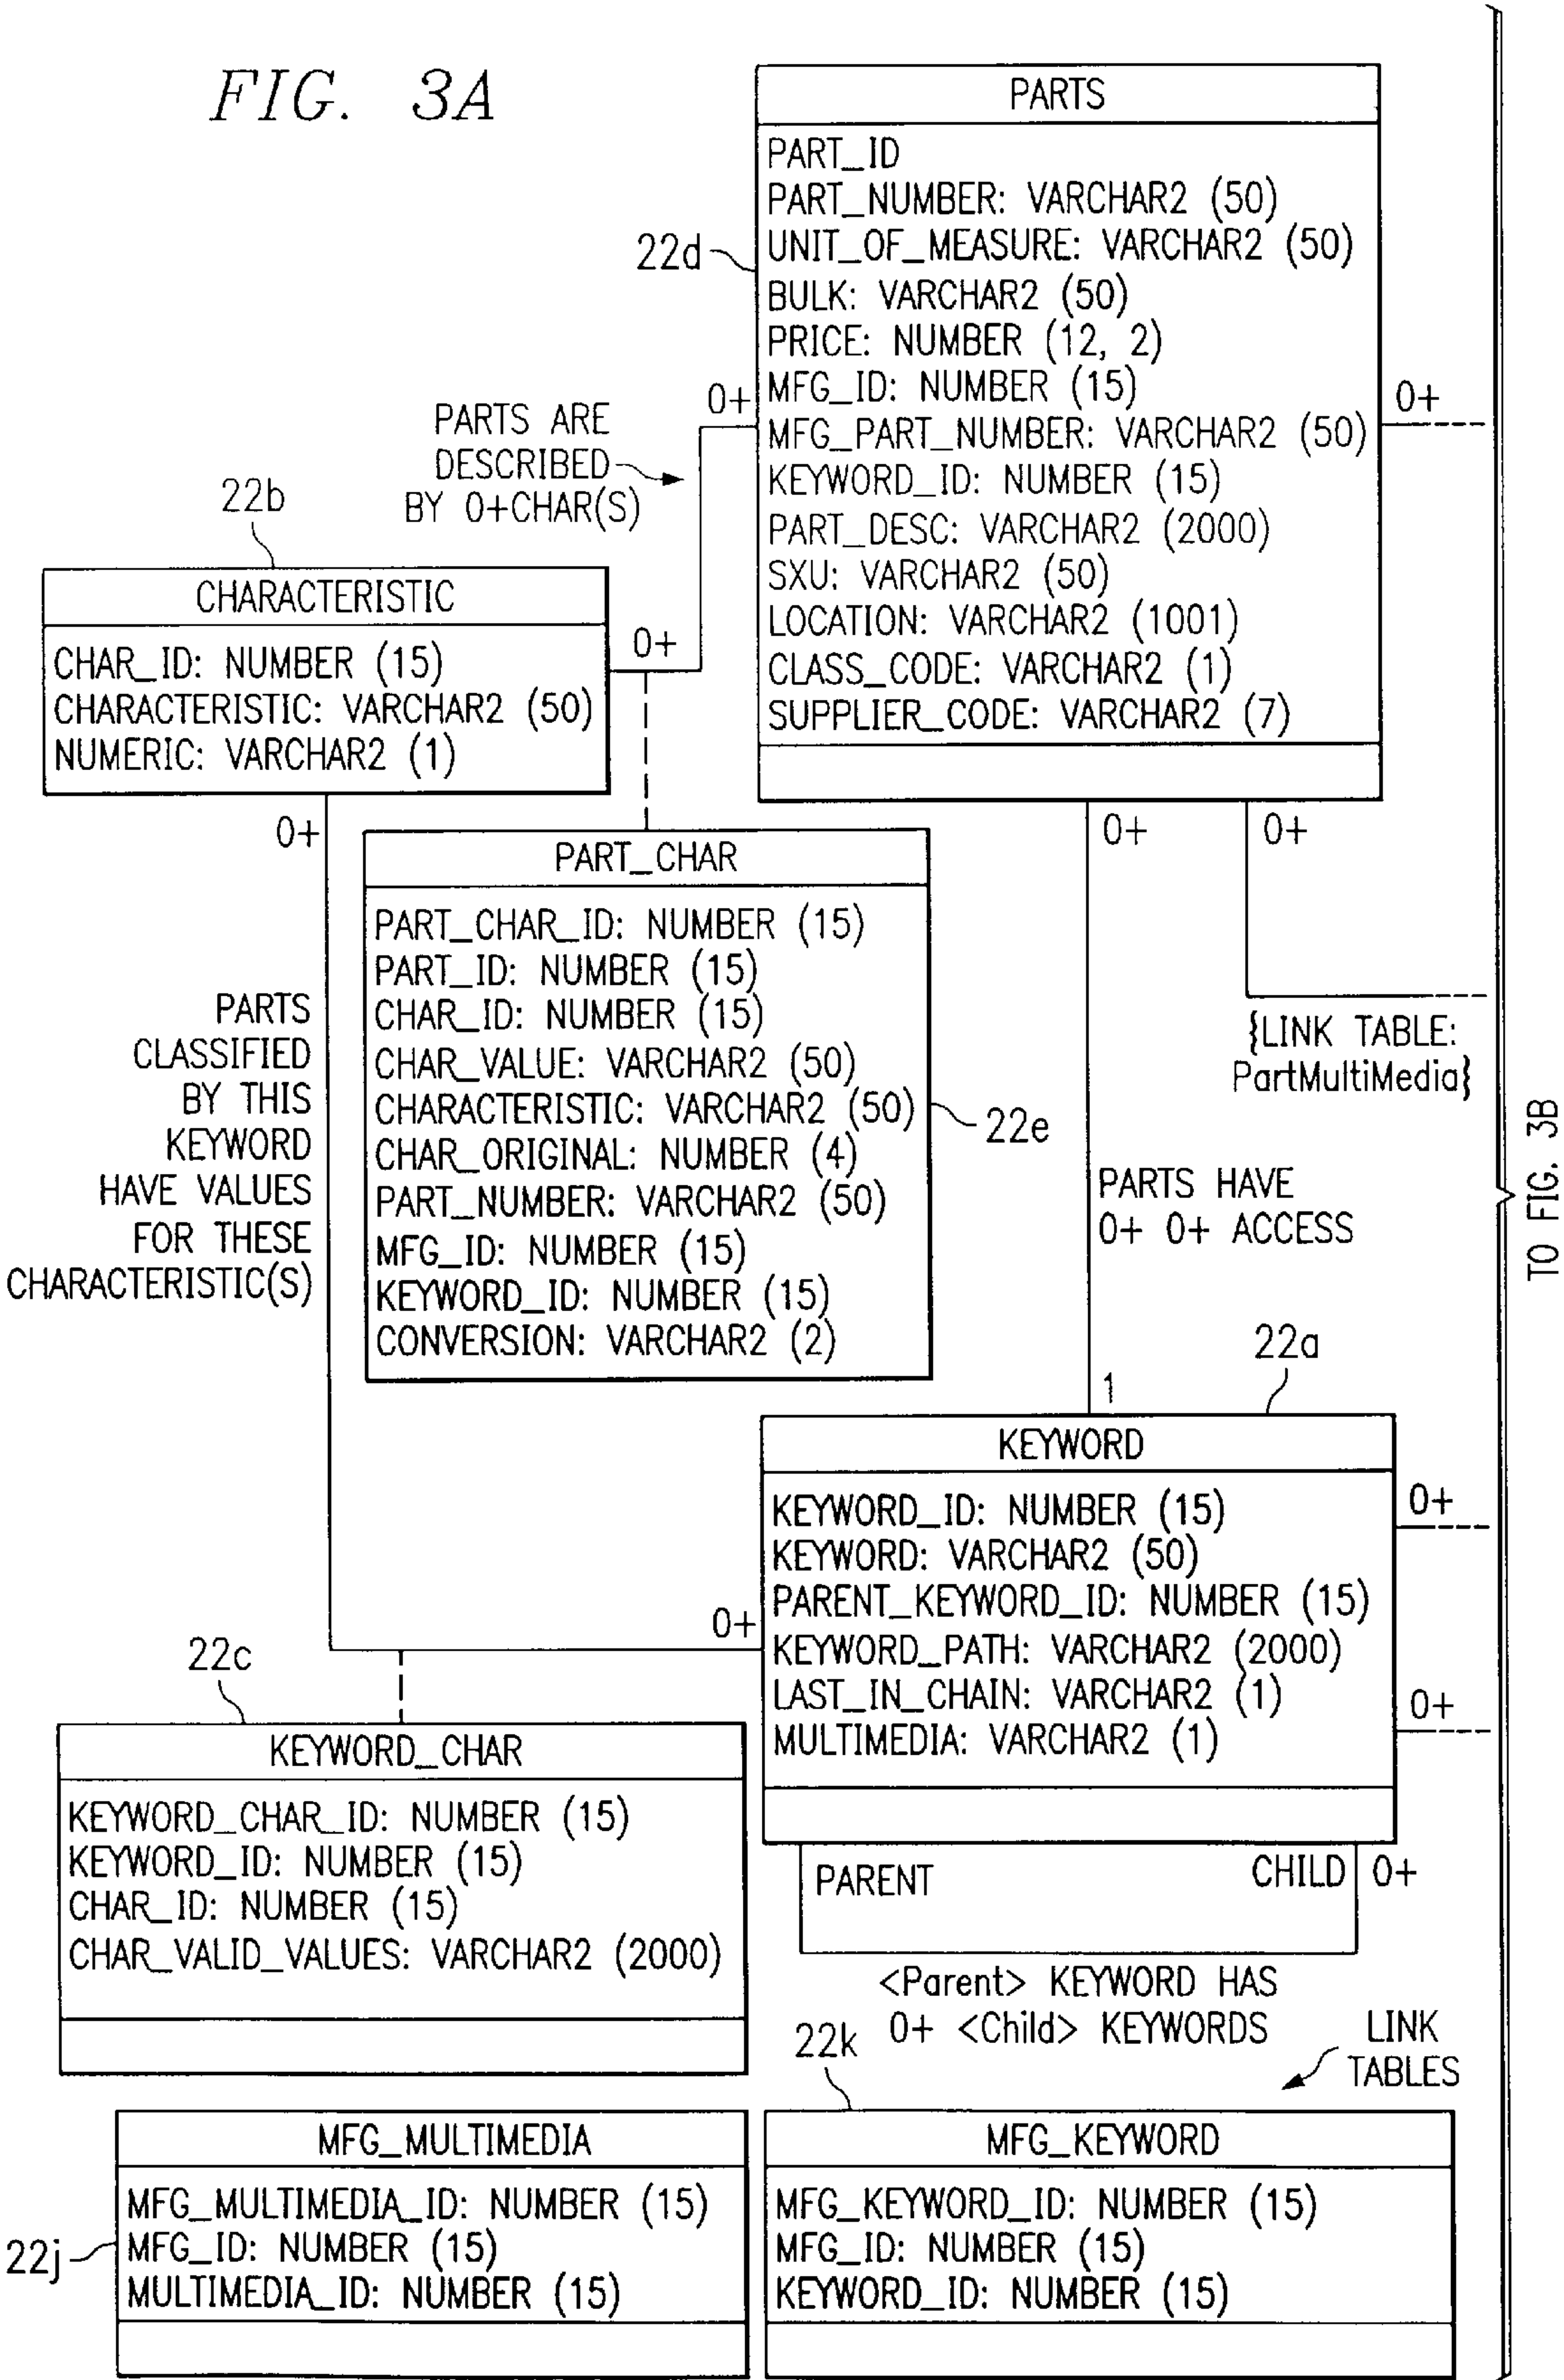 FIG. 3A
PARTS
PART_ID
PART_NUMBER: VARCHAR2 (50)
UNIT_OF_MEASURE: VARCHAR2 (50)
BULK: VARCHAR2 (50)
PRICE: NUMBER (12, 2)
MFG_ID: NUMBER (15)
MFG_PART_NUMBER: VARCHAR2 (50)
KEYWORD_ID: NUMBER (15)
PART_DESC: VARCHAR2 (2000)
SXU: VARCHAR2 (50)
LOCATION: VARCHAR2 (1001)
CLASS_CODE: VARCHAR2 (1)
SUPPLIER_CODE: VARCHAR2 (7)
22d
0+
0+
PARTS ARE
DESCRIBED
BY 0+CHAR(S)
22b
CHARACTERISTIC
CHAR_ID: NUMBER (15)
CHARACTERISTIC: VARCHAR2 (50)
NUMERIC: VARCHAR2 (1)
0+
0+
0+
0+
PART_CHAR
PART_CHAR_ID: NUMBER (15)
PART_ID: NUMBER (15)
CHAR_ID: NUMBER (15)
CHAR_VALUE: VARCHAR2 (50)
CHARACTERISTIC: VARCHAR2 (50)
CHAR_ORIGINAL: NUMBER (4)
PART_NUMBER: VARCHAR2 (50)
MFG_ID: NUMBER (15)
KEYWORD_ID: NUMBER (15)
CONVERSION: VARCHAR2 (2)
22e
PARTS
CLASSIFIED
BY THIS
KEYWORD
HAVE VALUES
FOR THESE
CHARACTERISTIC(S)
{LINK TABLE:
PartMultiMedia}
PARTS HAVE
0+ 0+ ACCESS
TO FIG. 3B
22a
1
KEYWORD
KEYWORD_ID: NUMBER (15)
KEYWORD: VARCHAR2 (50)
PARENT_KEYWORD_ID: NUMBER (15)
KEYWORD_PATH: VARCHAR2 (2000)
LAST_IN_CHAIN: VARCHAR2 (1)
MULTIMEDIA: VARCHAR2 (1)
0+
0+
0+
PARENT
CHILD
0+
<Parent> KEYWORD HAS
0+ <Child> KEYWORDS
22c
KEYWORD_CHAR
KEYWORD_CHAR_ID: NUMBER (15)
KEYWORD_ID: NUMBER (15)
CHAR_ID: NUMBER (15)
CHAR_VALID_VALUES: VARCHAR2 (2000)
LINK
TABLES
22k
MFG_MULTIMEDIA
MFG_MULTIMEDIA_ID: NUMBER (15)
MFG_ID: NUMBER (15)
MULTIMEDIA_ID: NUMBER (15)
22j
MFG_KEYWORD
MFG_KEYWORD_ID: NUMBER (15)
MFG_ID: NUMBER (15)
KEYWORD_ID: NUMBER (15)